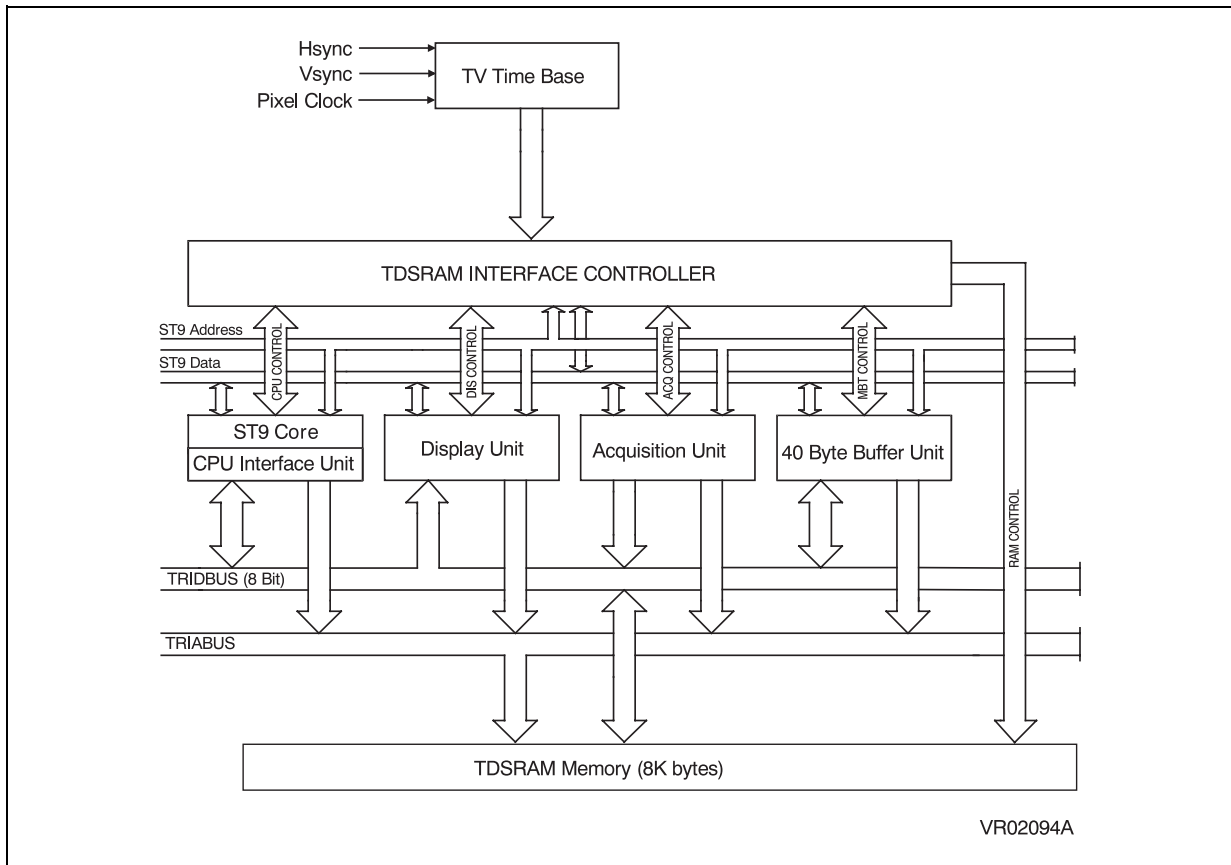 Hsync
Vsync
Pixel Clock
TV Time Base
TDSRAM INTERFACE CONTROLLER
ST9 Address
ST9 Data
CPU CONTROL
DIS CONTROL
ACQ CONTROL
MBT CONTROL
ST9 Core
CPU Interface Unit
Display Unit
Acquisition Unit
40 Byte Buffer Unit
RAM CONTROL
TRIDBUS (8 Bit)
TRIABUS
TDSRAM Memory (8K bytes)
VR02094A